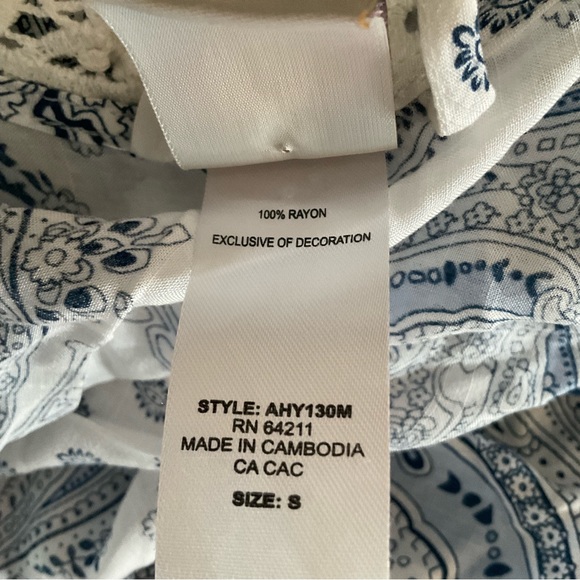 100% RAYON
EXCLUSIVE OF DECORATION
STYLE: AHY130M
RN 64211
MADE IN CAMBODIA
CA CAC
SIZE: S